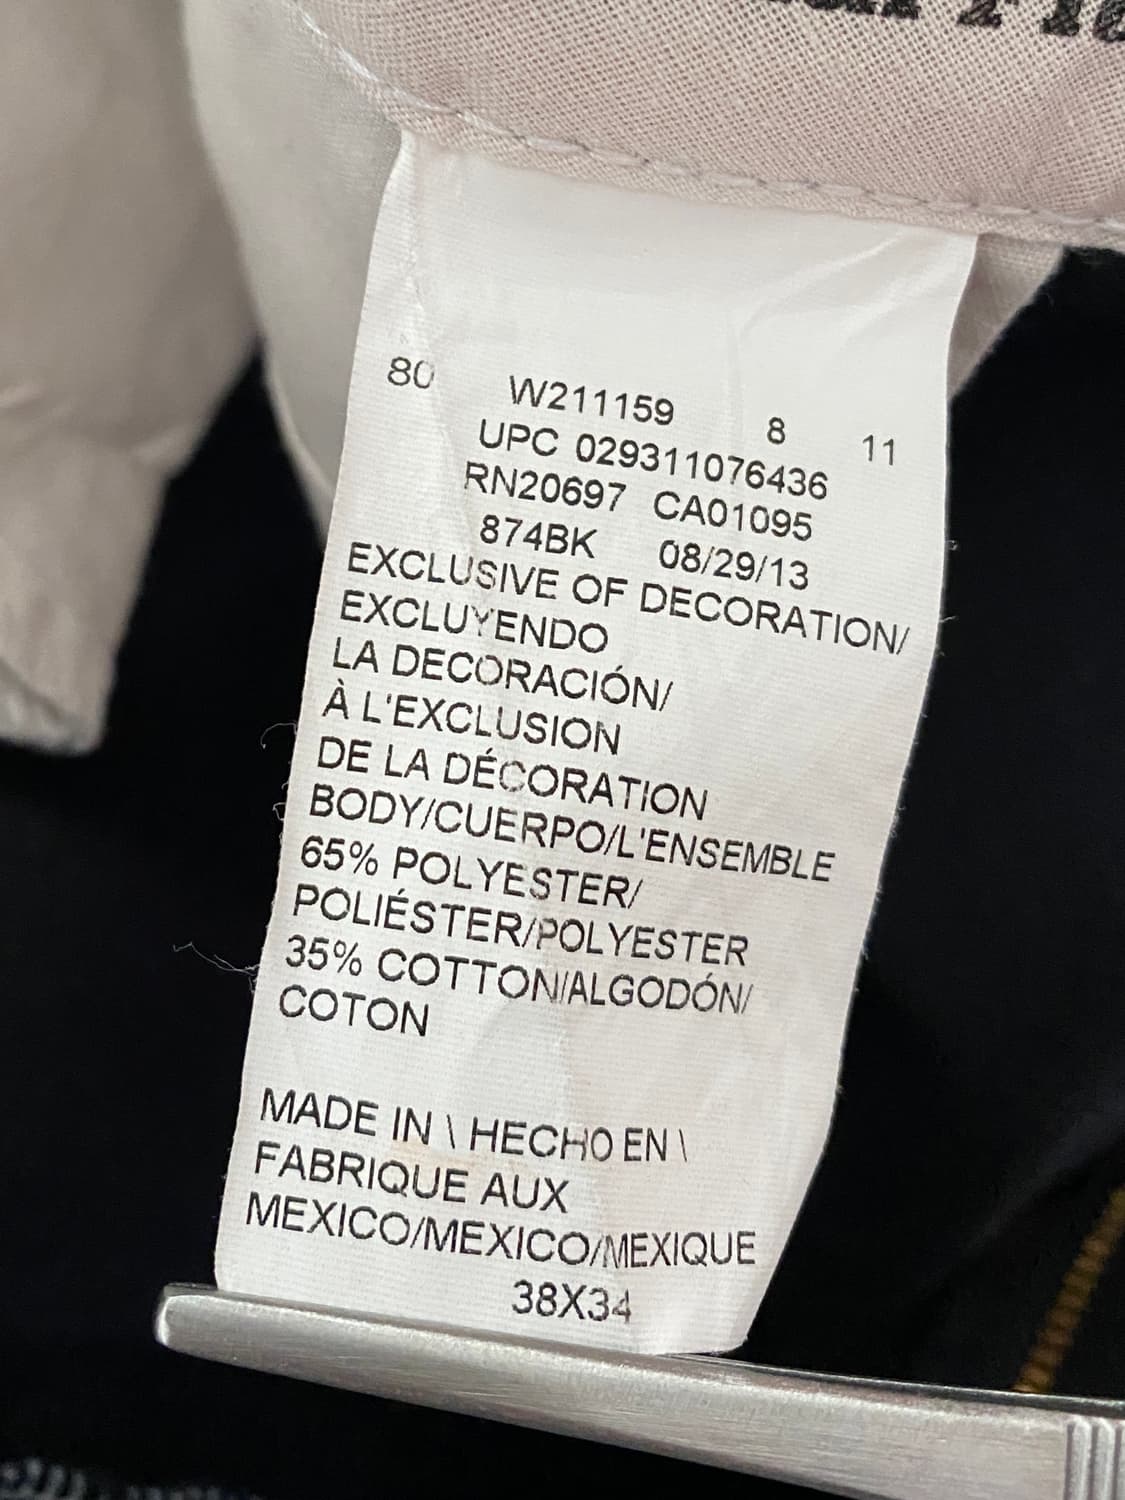 80 W211159 8 11
UPC 029311076436
RN20697 CA01095
874BK 08/29/13
EXCLUSIVE OF DECORATION/
EXCLUYENDO
LA DECORACIÓN/
À L'EXCLUSION
DE LA DÉCORATION
BODY/CUERPO/L'ENSEMBLE
65% POLYESTER/
POLIÉSTER/POLYESTER
35% COTTON/ALGODÓN/
COTON
MADE IN \ HECHO EN \
FABRIQUE AUX
MEXICO/MEXICO/MEXIQUE
38X34